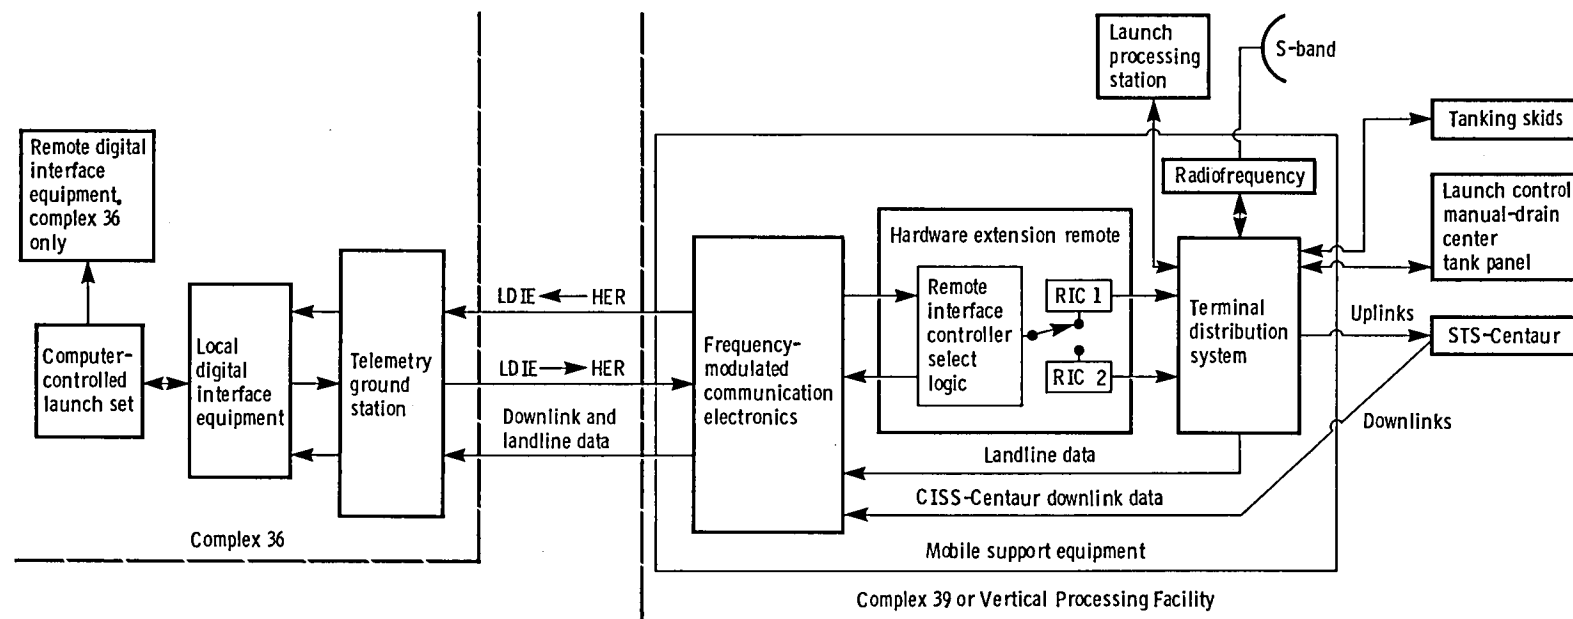 Remote digital
interface
equipment,
complex 36
only
Computer-
controlled
launch set
Local
digital
interface
equipment
Telemetry
ground
station
Complex 36
LDIE HER
LDIE HER
Downlink and
landline data
Frequency-
modulated
communication
electronics
Hardware extension remote
Remote
interface
controller
select
logic
RIC 1
RIC 2
Launch
processing
station
S-band
Radiofrequency
Terminal
distribution
system
Tanking skids
Launch control
manual-drain
center
tank panel
Uplinks
STS-Centaur
Downlinks
Landline data
CISS-Centaur downlink data
Mobile support equipment
Complex 39 or Vertical Processing Facility